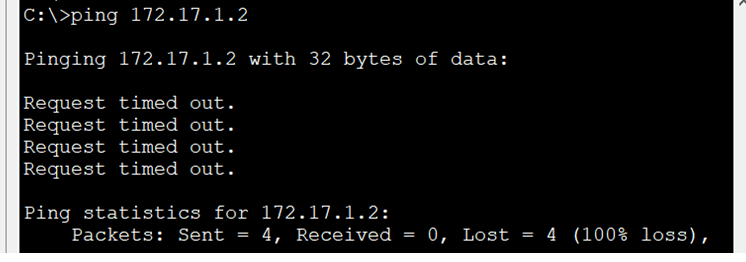 C:\>ping 172.17.1.2
Pinging 172.17.1.2 with 32 bytes of data:
Request timed out.
Request timed out.
Request timed out.
Request timed out.
Ping statistics for 172.17.1.2:
Packets: Sent = 4, Received = 0, Lost = 4 (100% loss),